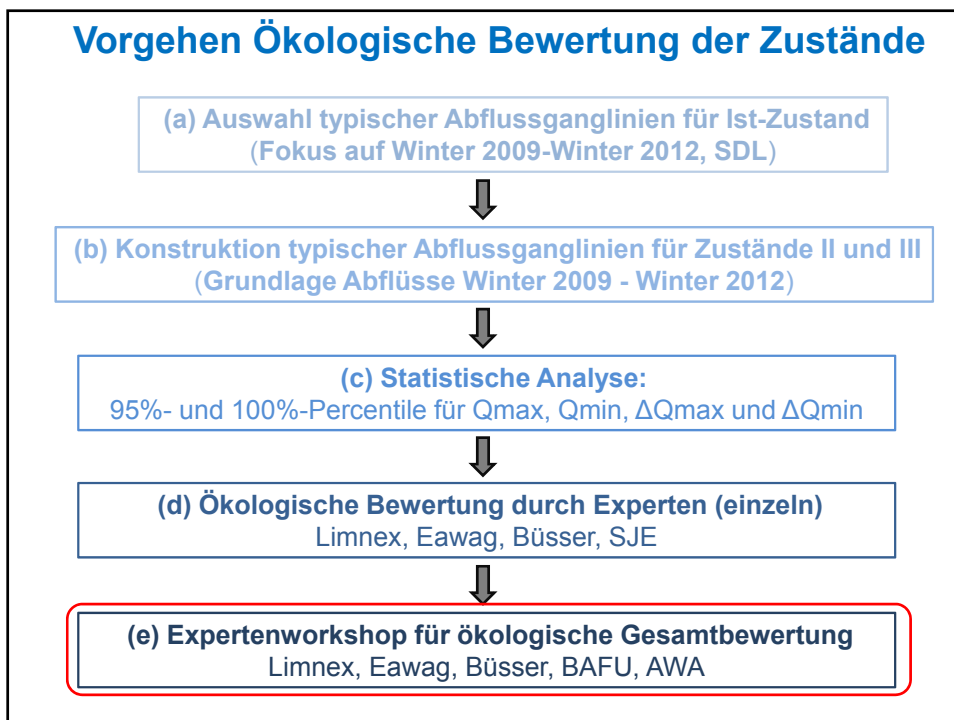 Vorgehen Ökologische Bewertung der Zustände
(a) Auswahl typischer Abflussganglinien für Ist-Zustand
(Fokus auf Winter 2009-Winter 2012, SDL)
(b) Konstruktion typischer Abflussganglinien für Zustände II und III
(Grundlage Abflüsse Winter 2009 - Winter 2012)
(c) Statistische Analyse:
95%- und 100%-Percentile für Qmax, Qmin, ΔQmax und ΔQmin
(d) Ökologische Bewertung durch Experten (einzeln)
Limnex, Eawag, Büsser, SJE
(e) Expertenworkshop für ökologische Gesamtbewertung
Limnex, Eawag, Büsser, BAFU, AWA